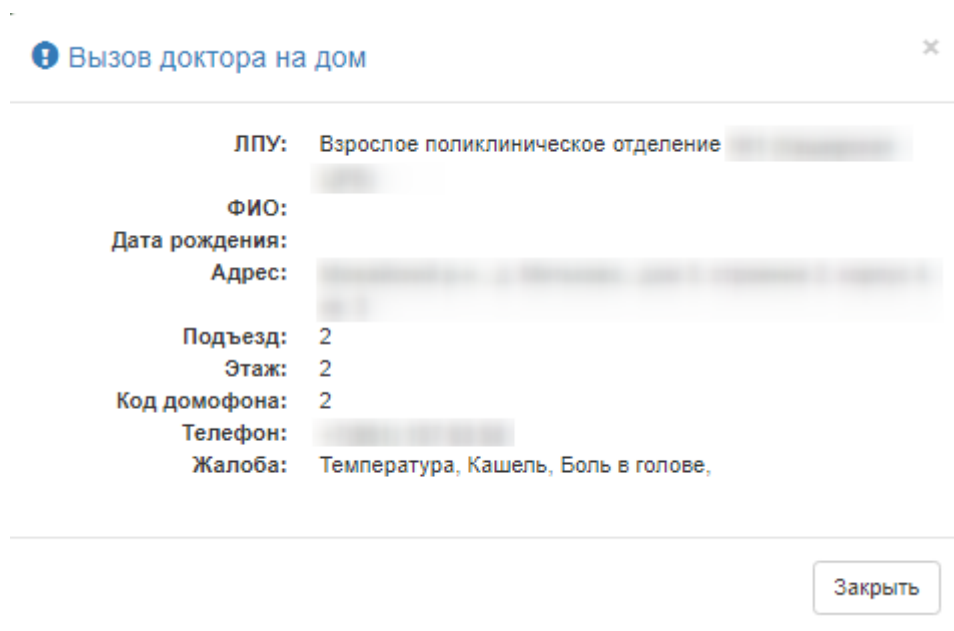 Вызов доктора на дом
×
ЛПУ: Взрослое поликлиническое отделение
ФИО:
Дата рождения:
Адрес:
Подъезд: 2
Этаж: 2
Код домофона: 2
Телефон:
Жалоба: Температура, Кашель, Боль в голове,
Закрыть